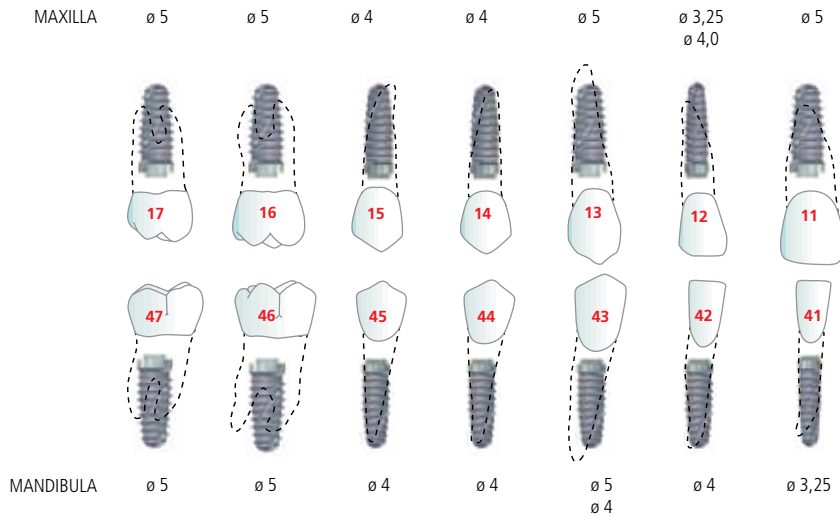 MAXILLA ø 5 ø 5 ø 4 ø 4 ø 5 ø 3,25 ø 5
ø 4,0
17 16 15 14 13 12 11
47 46 45 44 43 42 41
MANDIBULA ø 5 ø 5 ø 4 ø 4 ø 5 ø 4 ø 3,25
ø 4